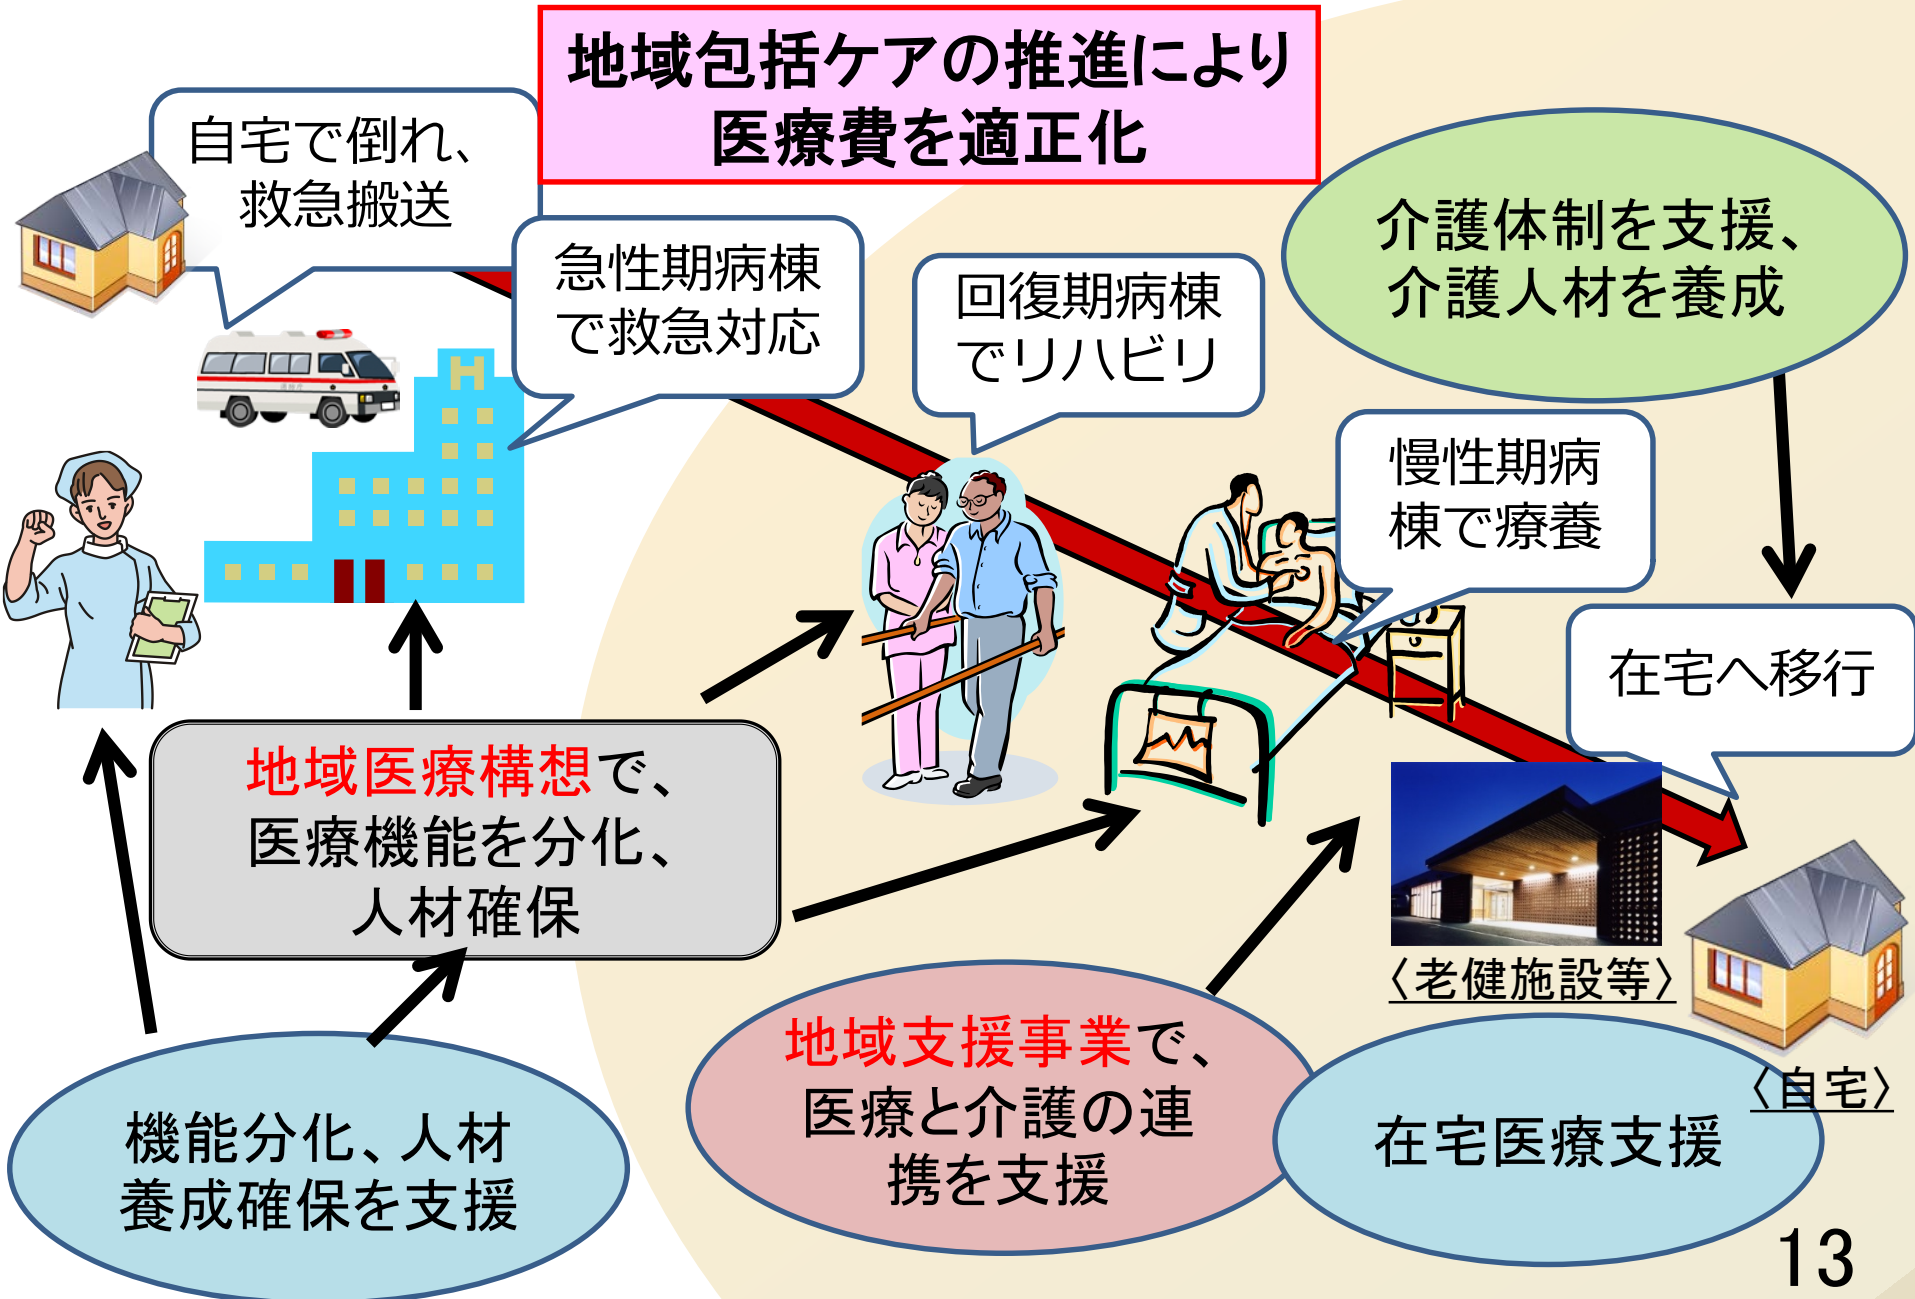 地域包括ケアの推進により
医療費を適正化
自宅で倒れ、
救急搬送
急性期病棟
で救急対応
回復期病棟
でリハビリ
介護体制を支援、
介護人材を養成
慢性期病
棟で療養
在宅へ移行
地域医療構想で、
医療機能を分化、
人材確保
〈老健施設等〉
〈自宅〉
地域支援事業で、
医療と介護の連
携を支援
機能分化、人材
養成確保を支援
在宅医療支援
13
H